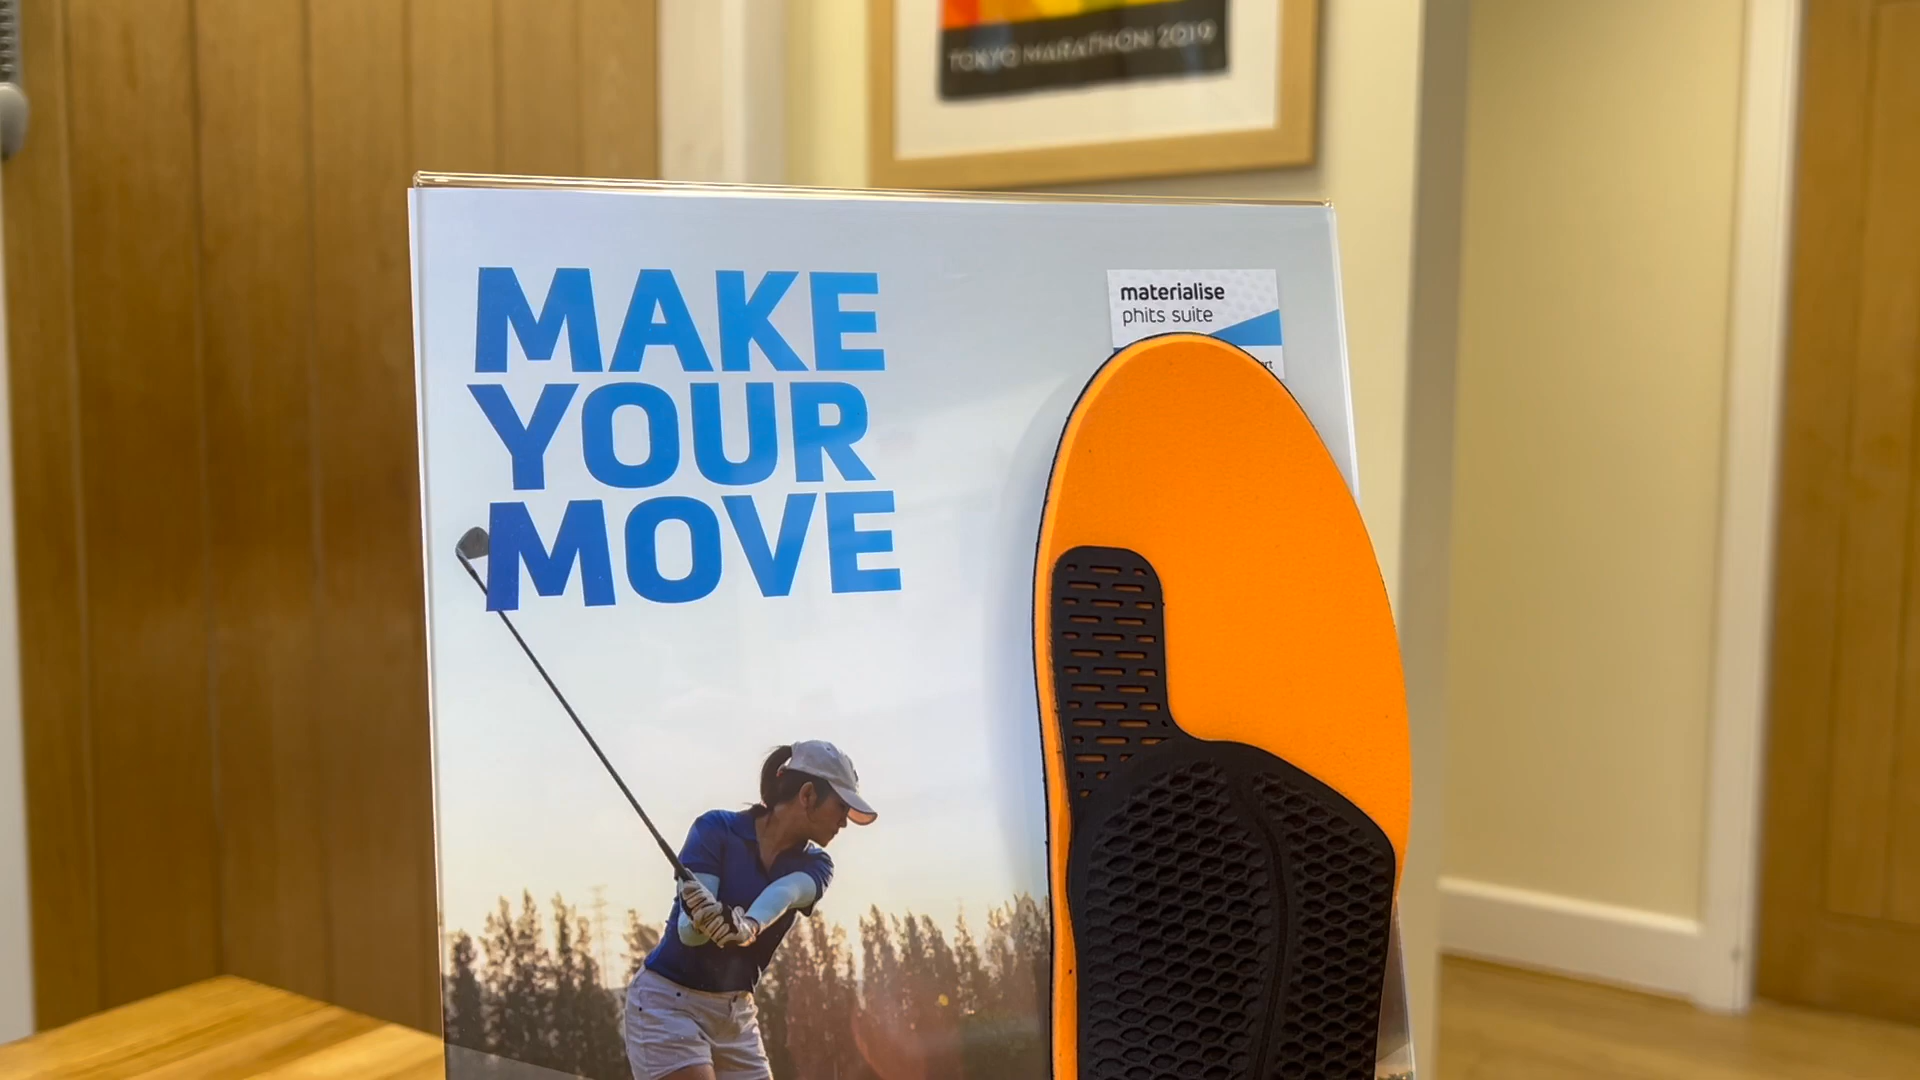 TOKYO MARATHON 2019
MAKE
YOUR
MOVE
materialise
phits suite